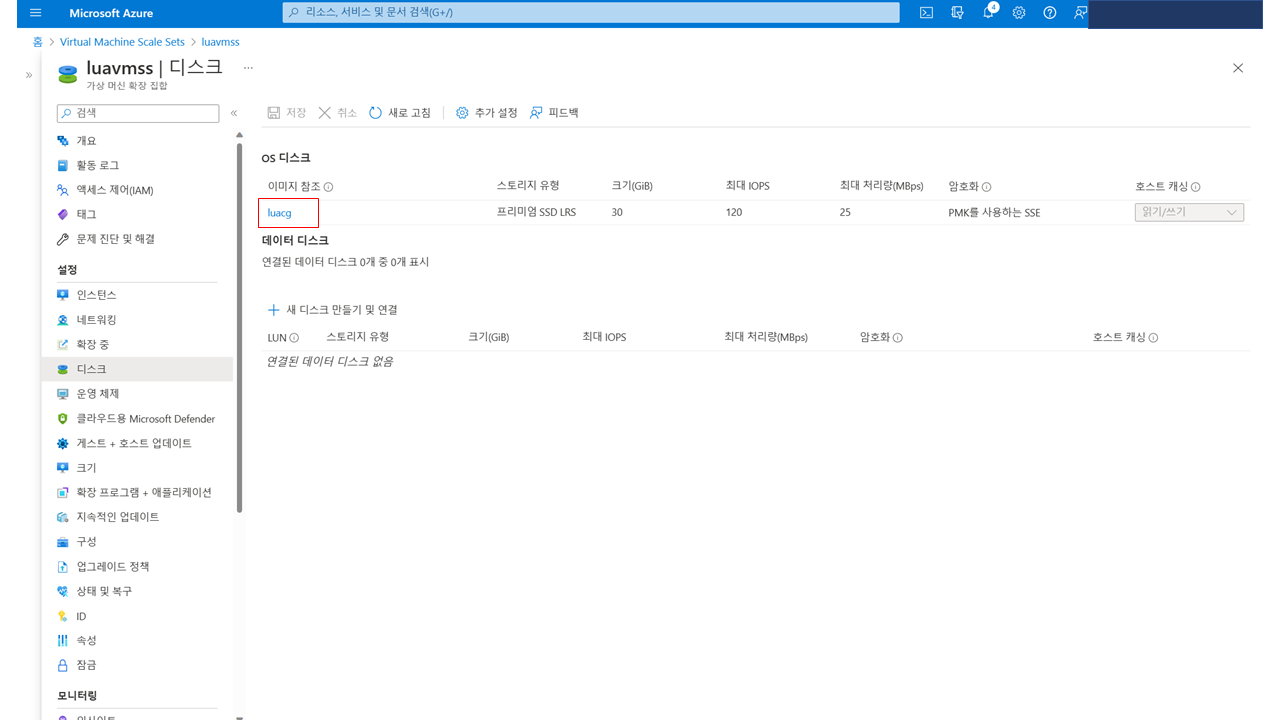 Microsoft Azure
리소스, 서비스 및 문서 검색(G+/)
4
홈 > Virtual Machine Scale Sets > luavmss
luavmss | 디스크 ...
가상 머신 확장 집합
검색
개요
활동 로그
액세스 제어(IAM)
태그
문제 진단 및 해결
설정
인스턴스
네트워킹
확장 중
디스크
운영 체제
클라우드용 Microsoft Defender
게스트 + 호스트 업데이트
크기
확장 프로그램 + 애플리케이션
지속적인 업데이트
구성
업그레이드 정책
상태 및 복구
ID
속성
잠금
모니터링
인사이트
저장 취소 새로 고침 추가 설정 피드백
OS 디스크
이미지 참조 스토리지 유형 크기(GiB) 최대 IOPS 최대 처리량(MBps) 암호화 호스트 캐싱
luacg 프리미엄 SSD LRS 30 120 25 PMK를 사용하는 SSE 읽기/쓰기
데이터 디스크
연결된 데이터 디스크 0개 중 0개 표시
+ 새 디스크 만들기 및 연결
LUN 스토리지 유형 크기(GiB) 최대 IOPS 최대 처리량(MBps) 암호화 호스트 캐싱
연결된 데이터 디스크 없음